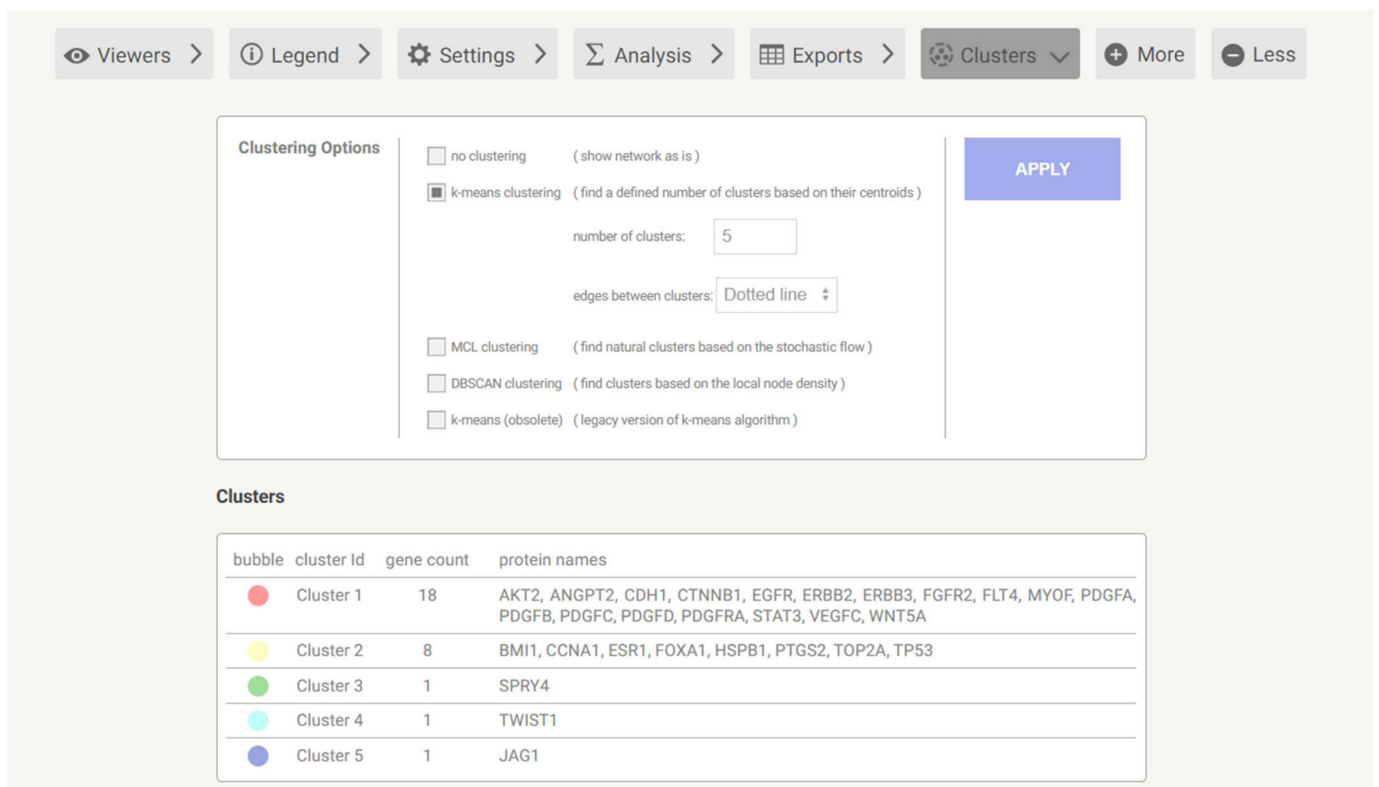 Viewers Legend Settings Analysis Exports Clusters More Less
Clustering Options
no clustering ( show network as is )
APPLY
k-means clustering ( find a defined number of clusters based on their centroids )
number of clusters: 5
edges between clusters: Dotted line
MCL clustering ( find natural clusters based on the stochastic flow )
DBSCAN clustering ( find clusters based on the local node density )
k-means (obsolete) ( legacy version of k-means algorithm )
Clusters
bubble cluster Id gene count protein names
Cluster 1 18 AKT2, ANGPT2, CDH1, CTNNB1, EGFR, ERBB2, ERBB3, FGFR2, FLT4, MYOF, PDGFA,
PDGFB, PDGFC, PDGFD, PDGFRA, STAT3, VEGFC, WNT5A
Cluster 2 8 BMI1, CCNA1, ESR1, FOXA1, HSPB1, PTGS2, TOP2A, TP53
Cluster 3 1 SPRY4
Cluster 4 1 TWIST1
Cluster 5 1 JAG1